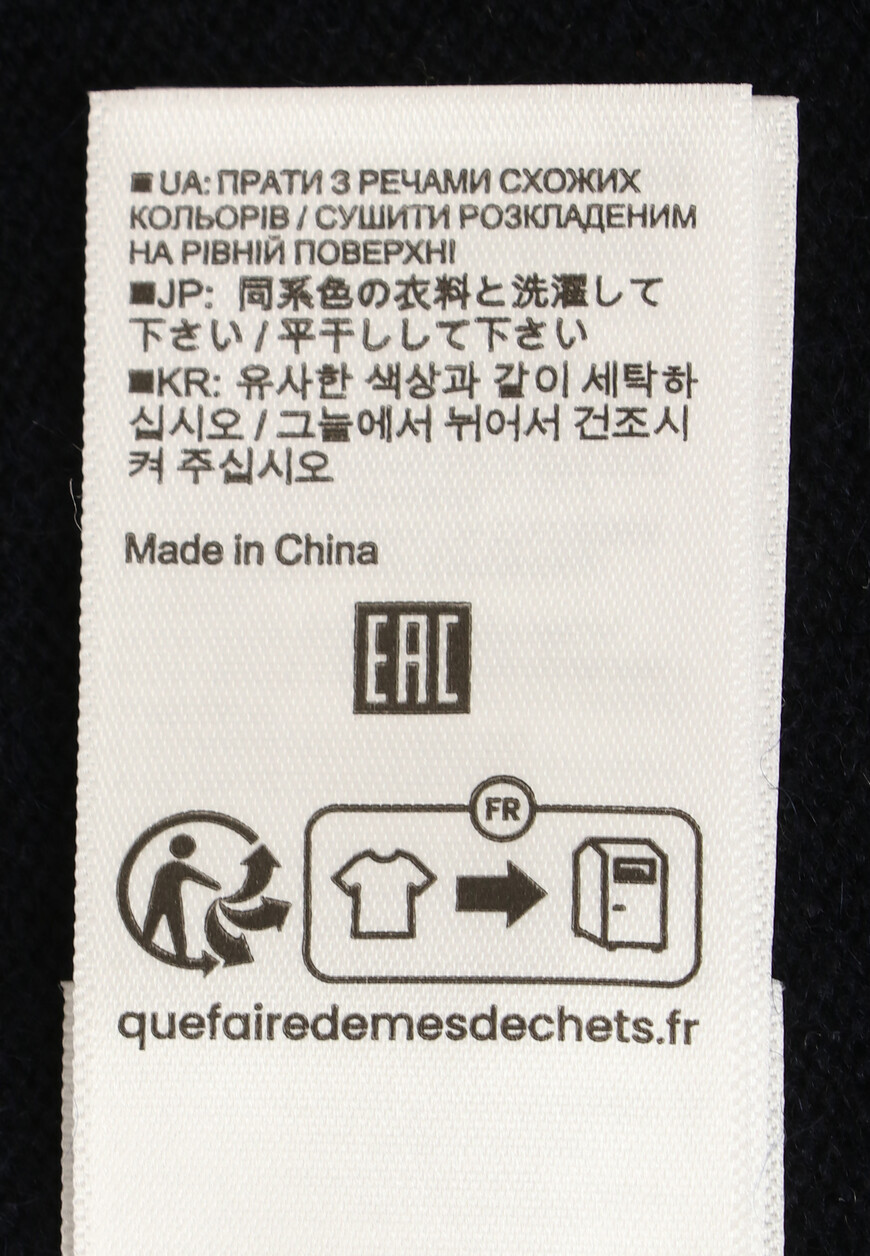 ■ UA: ПРАТИ З РЕЧАМИ СХОЖИХ
КОЛЬОРІВ / СУШИТИ РОЗКЛАДЕНИМ
НА РІВНІЙ ПОВЕРХНІ
■JP: 同系色の衣料と洗濯して
下さい / 平干しして下さい
■KR: 유사한 색상과 같이 세탁하
십시오 / 그늘에서 뉘어서 건조시
켜 주십시오
Made in China
EAC
FR
quefairedemesdechets.fr